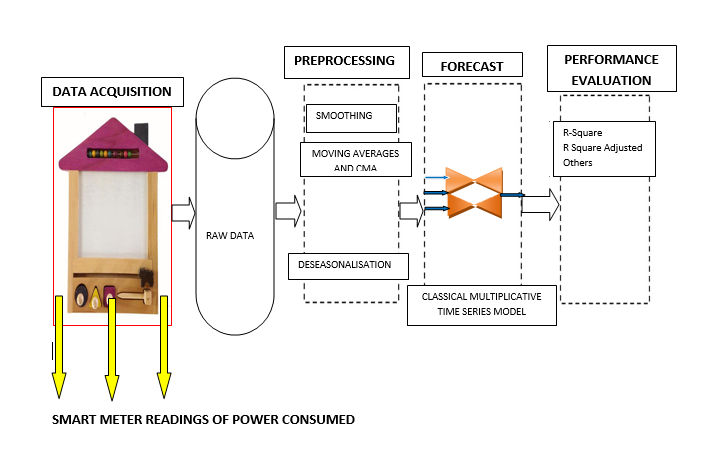 DATA ACQUISITION
RAW DATA
PREPROCESSING
SMOOTHING
MOVING AVERAGES
AND CMA
DESEASONALISATION
FORECAST
CLASSICAL MULTIPLICATIVE
TIME SERIES MODEL
PERFORMANCE
EVALUATION
R-Square
R Square Adjusted
Others
SMART METER READINGS OF POWER CONSUMED